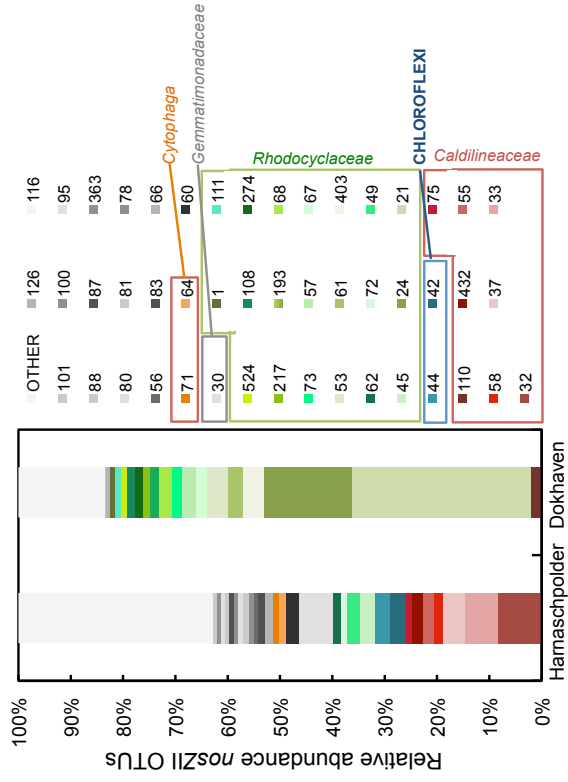 Relative abundance nosZII OTUs
100%
90%
80%
70%
60%
50%
40%
30%
20%
10%
0%
Harnaschpolder
Dokhaven
OTHER 126 116
101 100 95
88 87 363
80 81 78
56 83 66
71 64 60
30 1 111
524 108 274
217 193 68
73 57 67
53 61 403
62 72 49
45 24 21
44 42 75
110 432 55
58 37 33
32
Cytophaga
Gemmatimonadaceae
Rhodocyclaceae
CHLOROFLEXI
Caldilineaceae